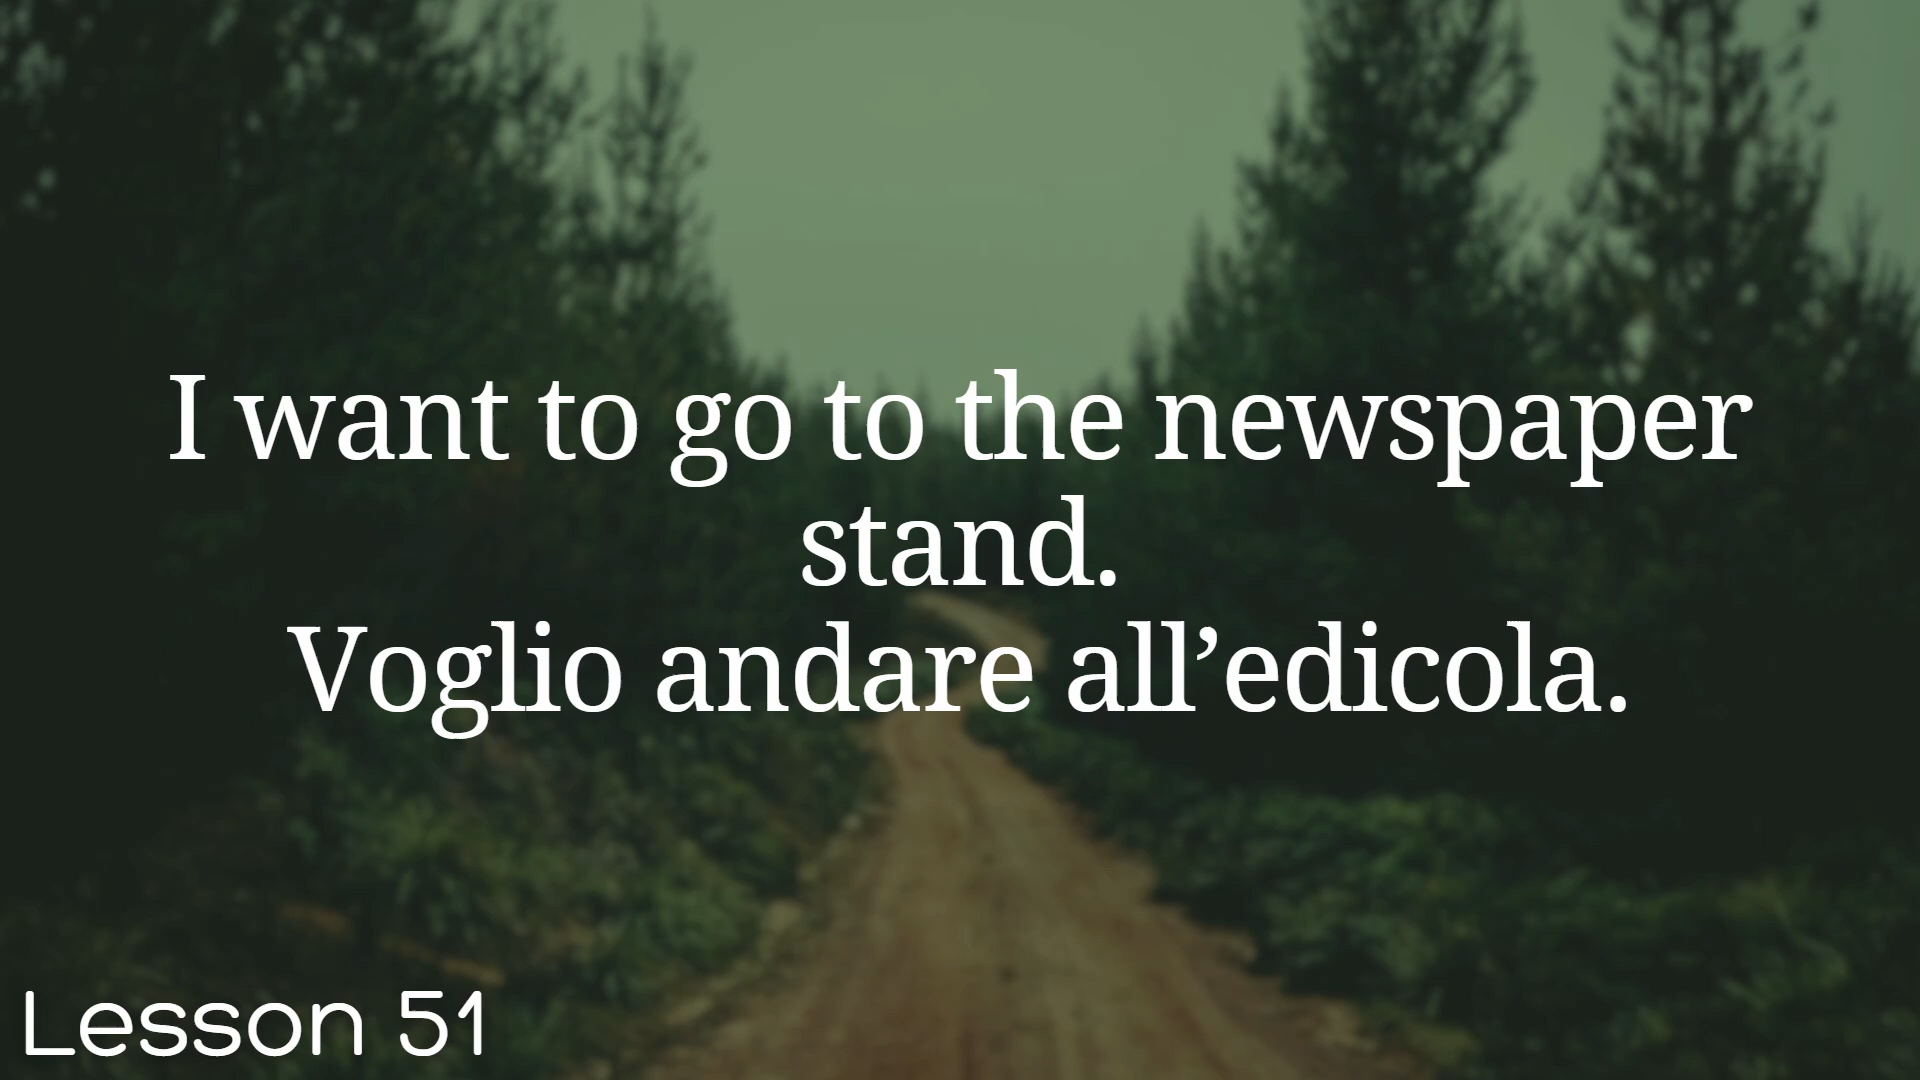 I want to go to the newspaper
stand.
Voglio andare all’edicola.
Lesson 51